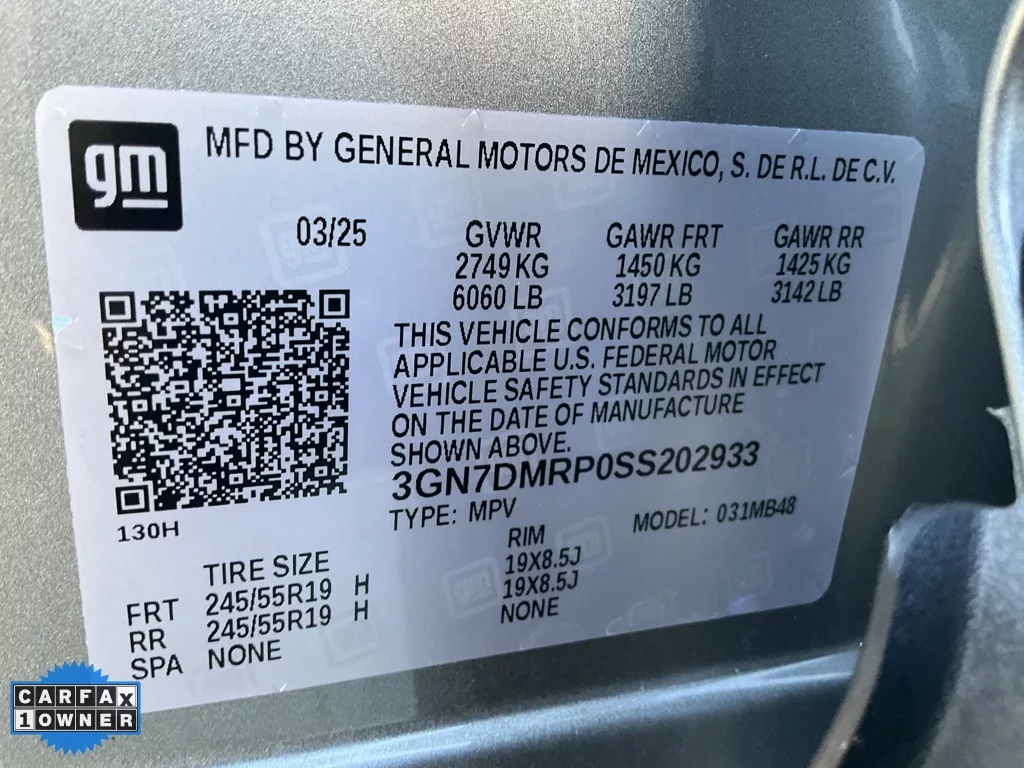 gm
MFD BY GENERAL MOTORS DE MEXICO, S. DE R.L. DE C.V.
03/25 GVWR GAWR FRT GAWR RR
2749 KG 1450 KG 1425 KG
6060 LB 3197 LB 3142 LB
THIS VEHICLE CONFORMS TO ALL
APPLICABLE U.S. FEDERAL MOTOR
VEHICLE SAFETY STANDARDS IN EFFECT
ON THE DATE OF MANUFACTURE
SHOWN ABOVE.
3GN7DMRP0SS202933
TYPE: MPV MODEL: 031MB48
130H
TIRE SIZE RIM
FRT 245/55R19 H 19X8.5J
RR 245/55R19 H 19X8.5J
SPA NONE NONE
CARFAX
1 OWNER